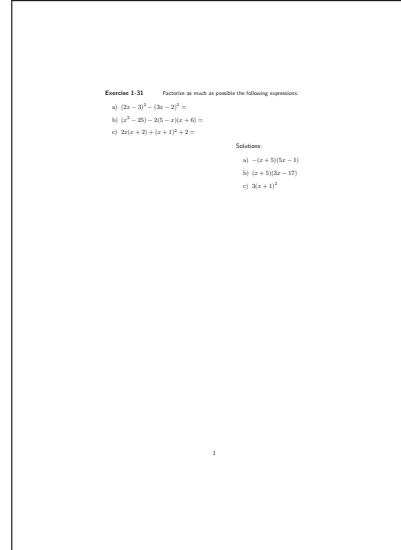 Exercise 1-31 Factorize as much as possible the following expressions.
a) (2x − 3)² − (3x − 2)² =
b) (x² − 25) − 2(5 − x)(x + 6) =
c) 2x(x + 2) + (x + 1)² + 2 =
Solutions:
a) −(x + 5)(5x − 1)
b) (x + 5)(3x − 17)
c) 3(x + 1)²
1